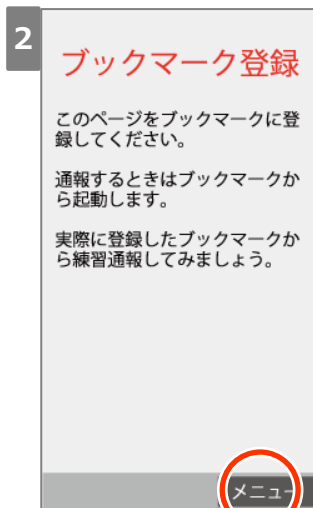 2
ブックマーク登録
このページをブックマークに登
録してください。
通報するときはブックマークか
ら起動します。
実際に登録したブックマークか
ら練習通報してみましょう。
メニュー